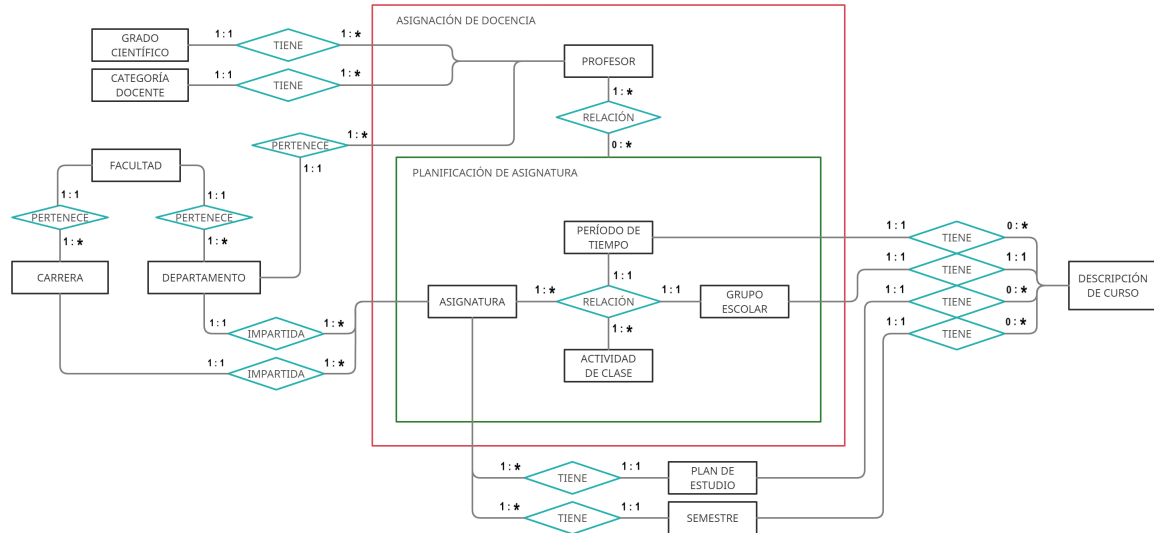 ASIGNACIÓN DE DOCENCIA
GRADO
CIENTÍFICO
1:1
TIENE
1:*
CATEGORÍA
DOCENTE
1:1
TIENE
1:*
PROFESOR
1:*
RELACIÓN
0:*
PERTENECE
1:*
1:1
FACULTAD
1:1
PERTENECE
1:*
CARRERA
1:1
PERTENECE
1:*
DEPARTAMENTO
PLANIFICACIÓN DE ASIGNATURA
PERÍODO DE
TIEMPO
1:1
ASIGNATURA
1:*
RELACIÓN
1:1
GRUPO
ESCOLAR
1:*
ACTIVIDAD
DE CLASE
1:1
IMPARTIDA
1:*
1:1
IMPARTIDA
1:*
1:1
TIENE
0:*
1:1
TIENE
1:1
1:1
TIENE
0:*
1:1
TIENE
0:*
DESCRIPCIÓN
DE CURSO
1:*
TIENE
1:1
PLAN DE
ESTUDIO
1:*
TIENE
1:1
SEMESTRE